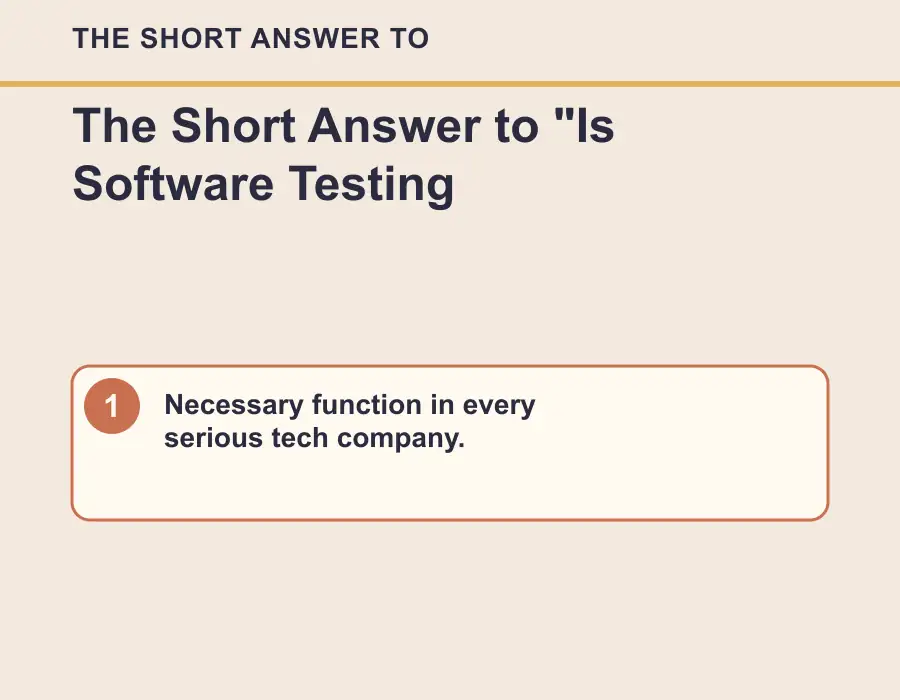 THE SHORT ANSWER TO
The Short Answer to "Is
Software Testing
1
Necessary function in every
serious tech company.